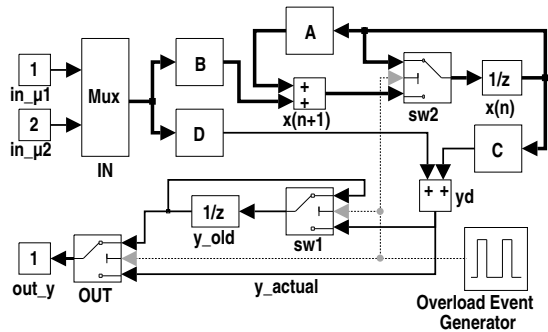 A
1
in_µ1
Mux
B
+
+
x(n+1)
sw2
1/z
x(n)
2
in_µ2
IN
D
C
+ +
yd
1/z
y_old
sw1
1
out_y
OUT
y_actual
Overload Event
Generator